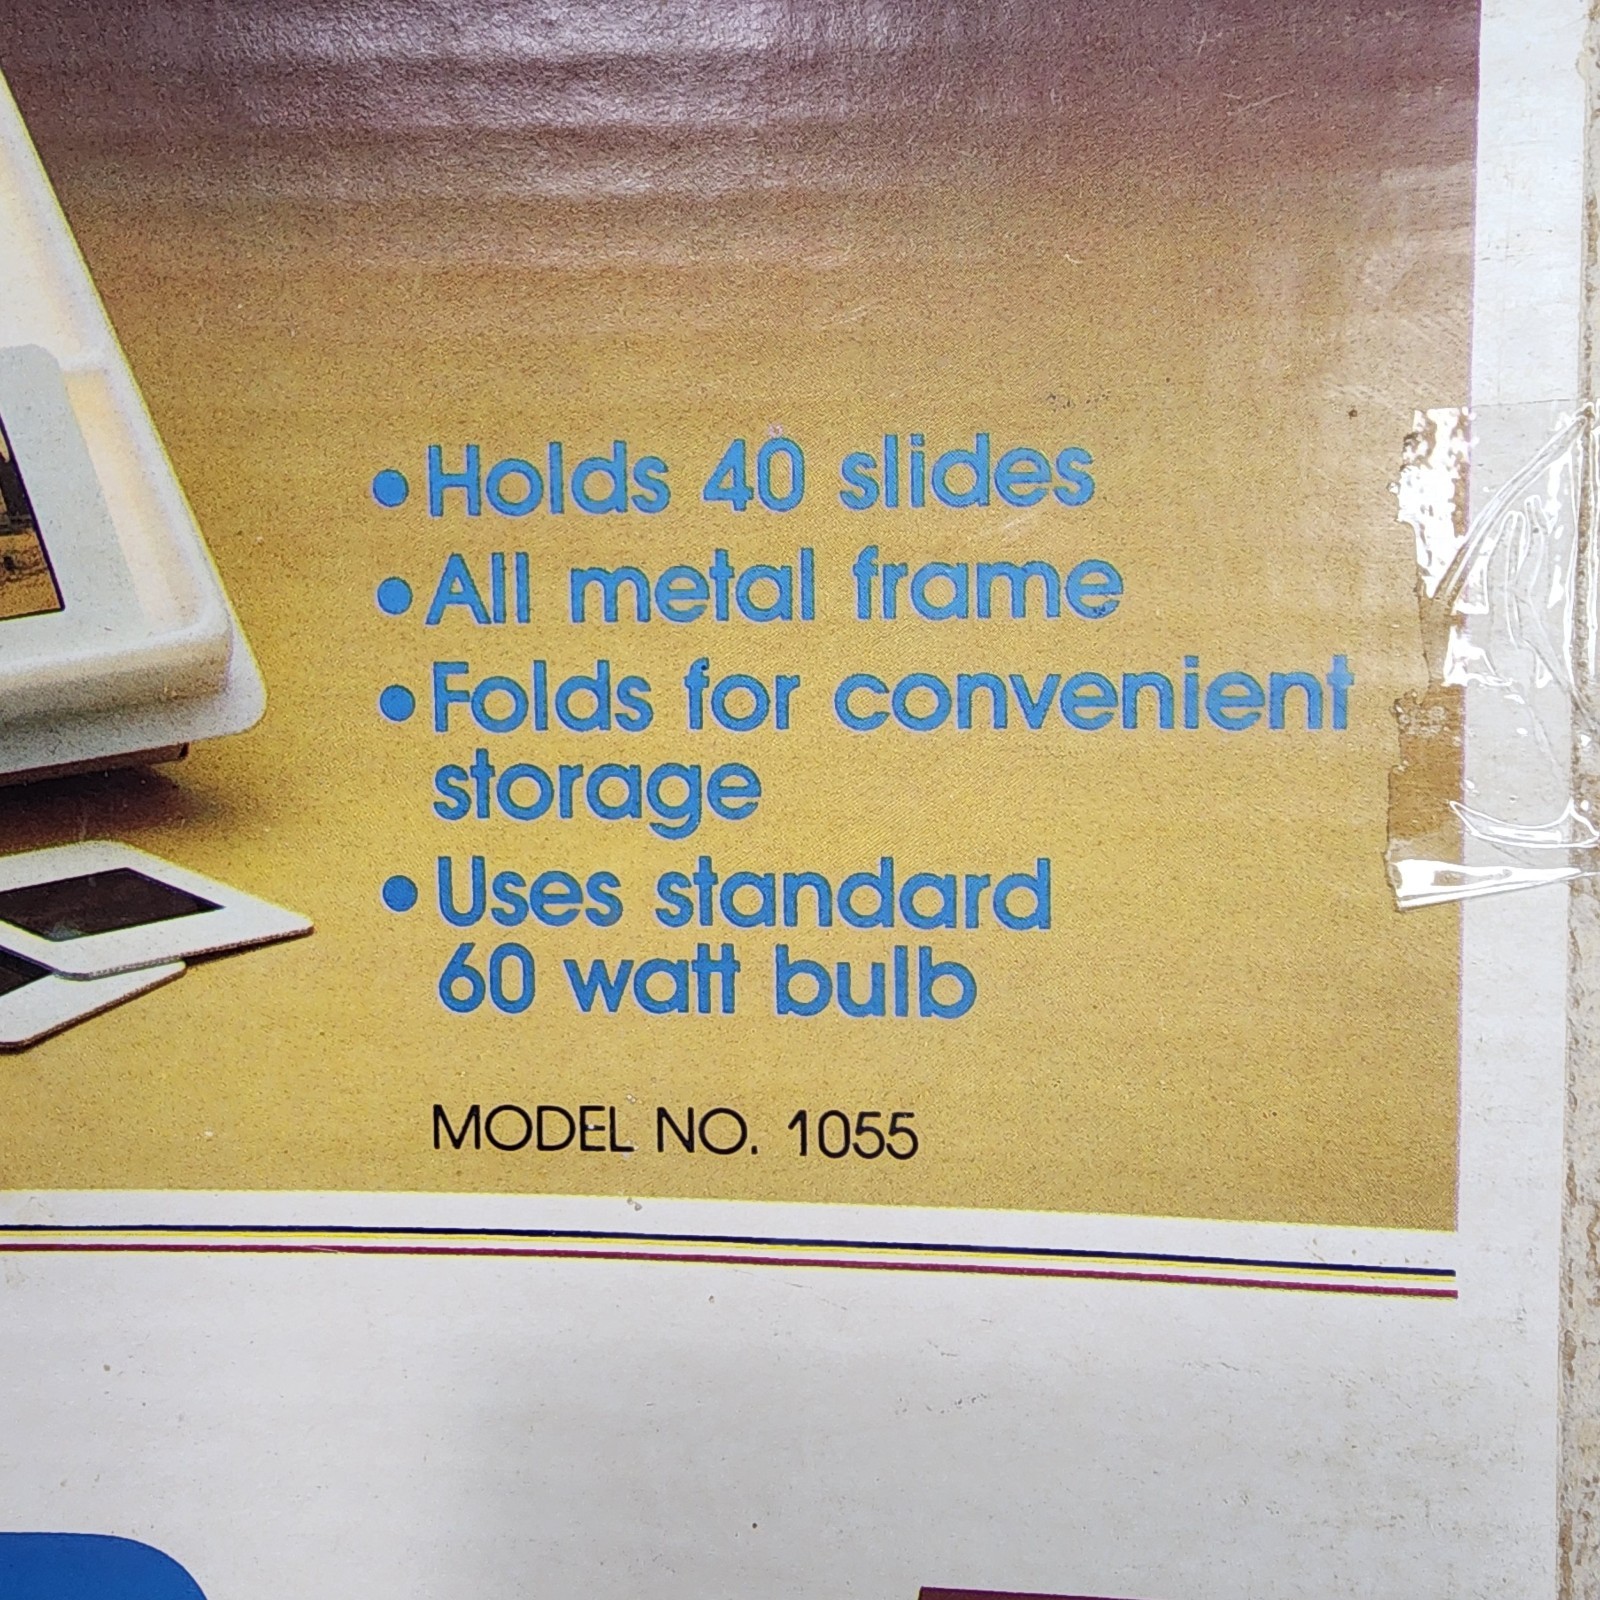 •Holds 40 slides
•All metal frame
•Folds for convenient
storage
•Uses standard
60 watt bulb
MODEL NO. 1055